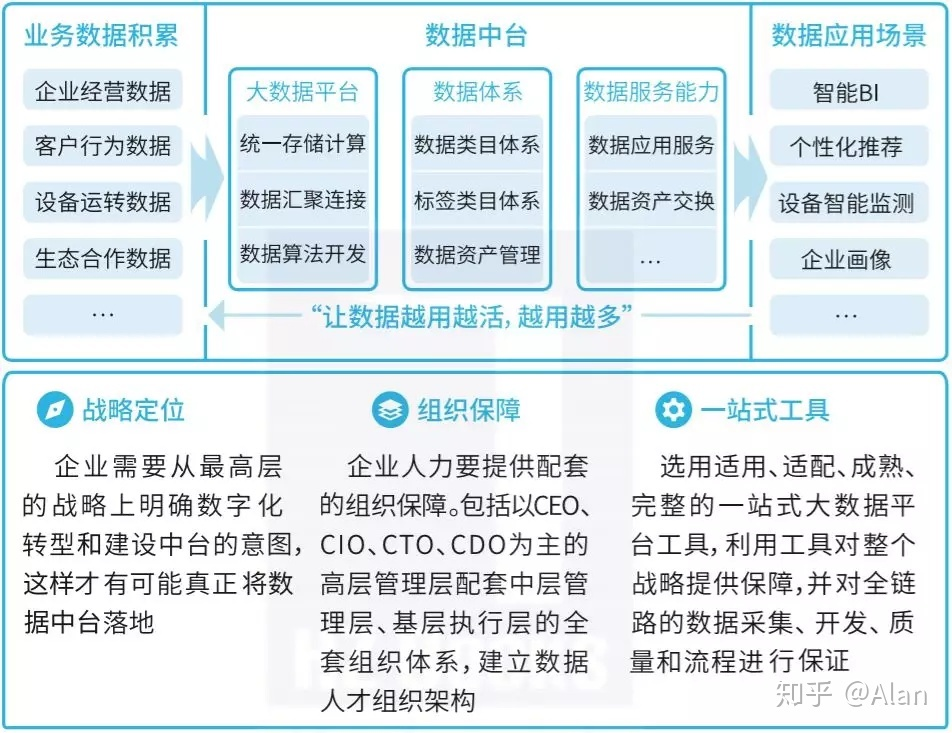 业务数据积累
企业经营数据
客户行为数据
设备运转数据
生态合作数据
...
数据中台
大数据平台
统一存储计算
数据汇聚连接
数据算法开发
数据体系
数据类目体系
标签类目体系
数据资产管理
数据服务能力
数据应用服务
数据资产交换
...
“让数据越用越活，越用越多”
数据应用场景
智能BI
个性化推荐
设备智能监测
企业画像
...
战略定位
企业需要从最高层
的战略上明确数字化
转型和建设中台的意图，
这样才有可能真正将数
据中台落地
组织保障
企业人力要提供配套
的组织保障。包括以CEO、
CIO、CTO、CDO为主的
高层管理层配套中层管
理层、基层执行层的全
套组织体系，建立数据
人才组织架构
一站式工具
选用适用、适配、成熟、
完整的一站式大数据平
台工具，利用工具对整个
战略提供保障，并对全链
路的数据采集、开发、质
量和流程进行保证
知乎 @Alan